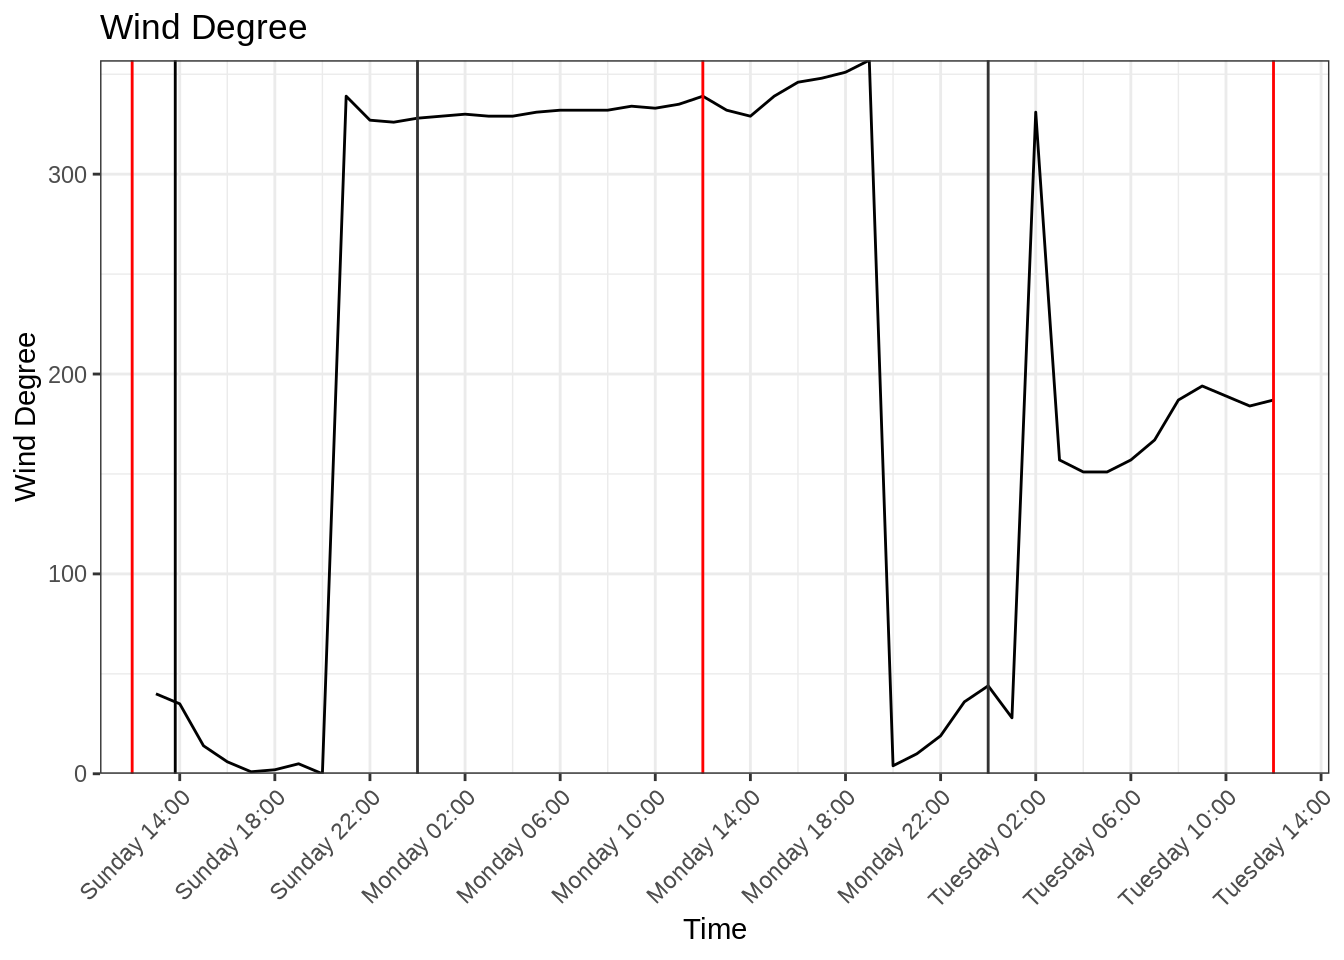 Wind Degree
Wind Degree
300
200
100
0
Sunday 14:00
Sunday 18:00
Sunday 22:00
Monday 02:00
Monday 06:00
Monday 10:00
Monday 14:00
Monday 18:00
Monday 22:00
Tuesday 02:00
Tuesday 06:00
Tuesday 10:00
Tuesday 14:00
Time